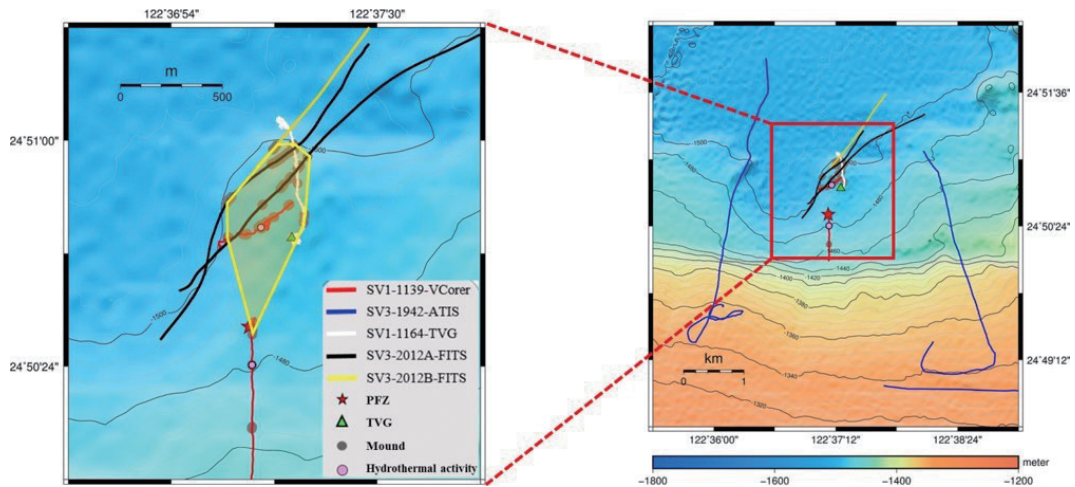 122°36'54" 122°37'30"
m
0 500
24°51'00"
24°50'24"
-1500
-1500
-1480
SV1-1139-VCorer
SV3-1942-ATIS
SV1-1164-TVG
SV3-2012A-FITS
SV3-2012B-FITS
PFZ
TVG
Mound
Hydrothermal activity
24°51'36"
24°50'24"
24°49'12"
-1500
-1500
-1480
-1480
-1460
-1440
-1420
-1400
-1380
-1360
-1340
-1320
km
0 1
122°36'00" 122°37'12" 122°38'24"
meter
-1800 -1600 -1400 -1200